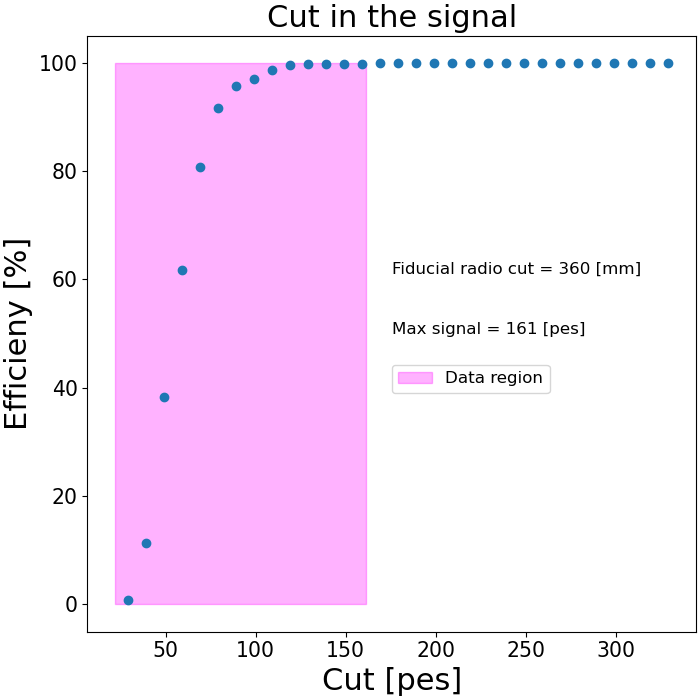 Cut in the signal
Efficieny [%]
100
80
60
40
20
0
Fiducial radio cut = 360 [mm]
Max signal = 161 [pes]
Data region
50 100 150 200 250 300
Cut [pes]